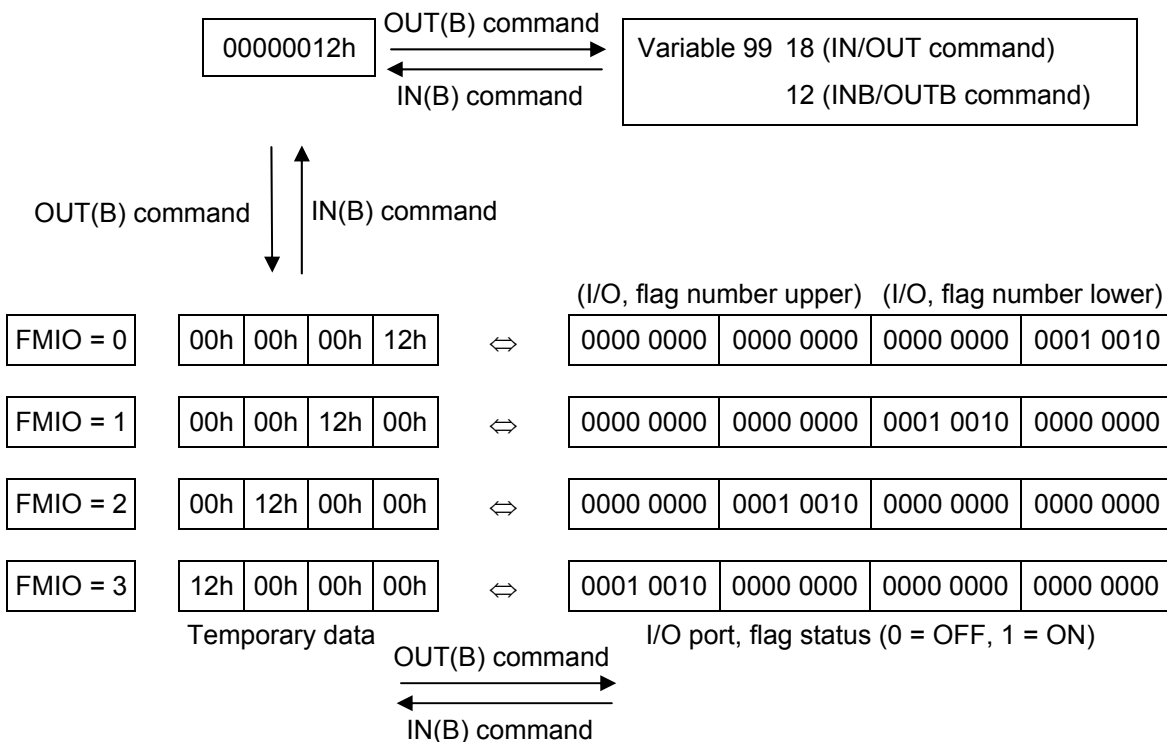 OUT(B) command
00000012h
Variable 99 18 (IN/OUT command)
IN(B) command
12 (INB/OUTB command)
OUT(B) command
IN(B) command
(I/O, flag number upper) (I/O, flag number lower)
FMIO = 0 00h 00h 00h 12h ⇔ 0000 0000 0000 0000 0000 0000 0001 0010
FMIO = 1 00h 00h 12h 00h ⇔ 0000 0000 0000 0000 0001 0010 0000 0000
FMIO = 2 00h 12h 00h 00h ⇔ 0000 0000 0001 0010 0000 0000 0000 0000
FMIO = 3 12h 00h 00h 00h ⇔ 0001 0010 0000 0000 0000 0000 0000 0000
Temporary data I/O port, flag status (0 = OFF, 1 = ON)
OUT(B) command
IN(B) command